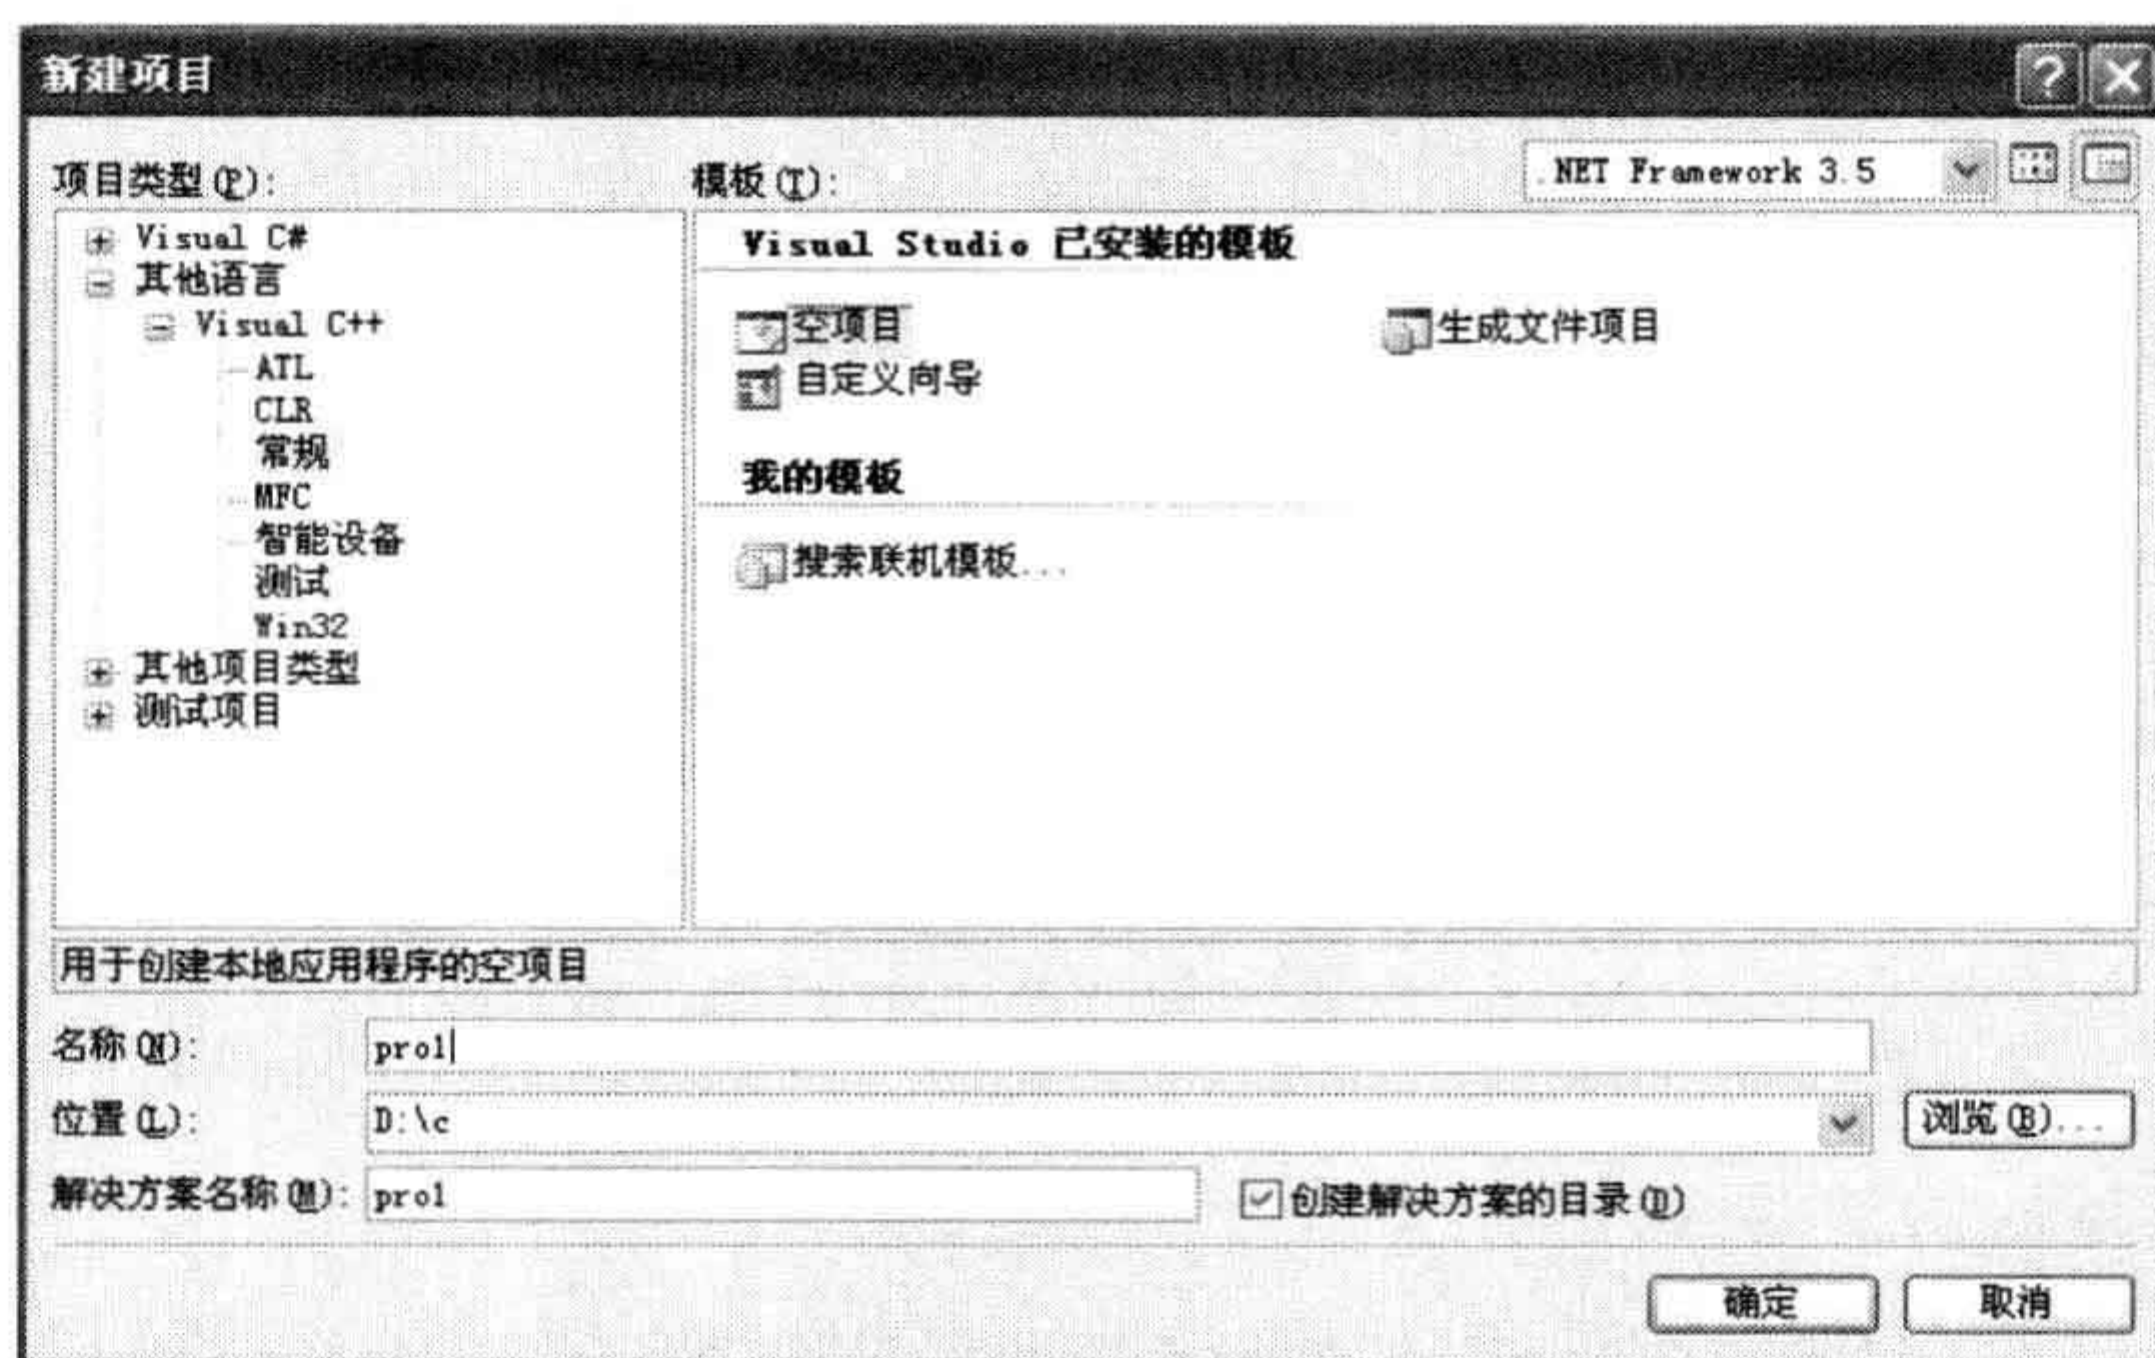 新建项目
项目类型(P):
模板(T):
.NET Framework 3.5
Visual C#
其他语言
Visual C++
ATL
CLR
常规
MFC
智能设备
测试
Win32
其他项目类型
测试项目
Visual Studio 已安装的模板
空项目
生成文件项目
自定义向导
我的模板
搜索联机模板...
用于创建本地应用程序的空项目
名称(N):
pro1
位置(L):
D:\c
浏览(B)...
解决方案名称(M):
pro1
创建解决方案的目录(D)
确定
取消